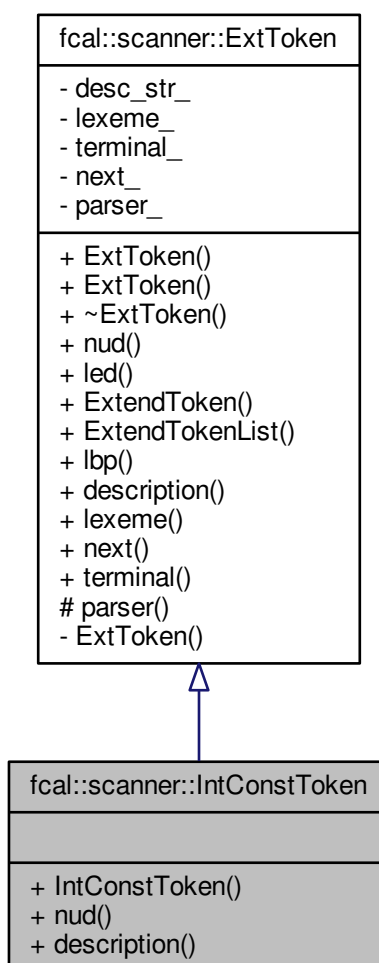 fcal::scanner::ExtToken
- desc_str_
- lexeme_
- terminal_
- next_
- parser_
+ ExtToken()
+ ExtToken()
+ ~ExtToken()
+ nud()
+ led()
+ ExtendToken()
+ ExtendTokenList()
+ lbp()
+ description()
+ lexeme()
+ next()
+ terminal()
# parser()
- ExtToken()
fcal::scanner::IntConstToken
+ IntConstToken()
+ nud()
+ description()